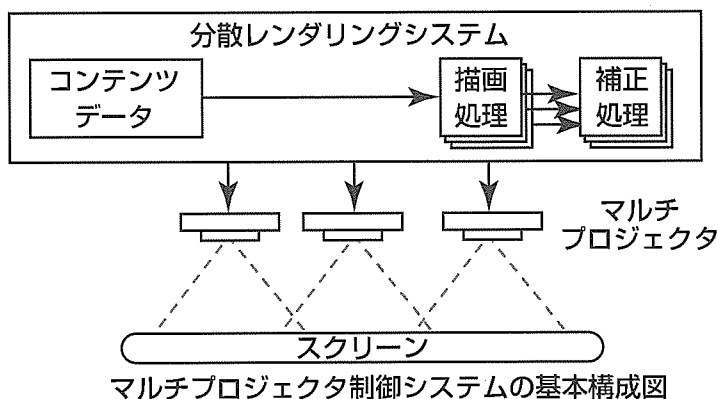 分散レンダリングシステム
コンテンツ
データ
描画
処理
補正
処理
マルチ
プロジェクタ
スクリーン
マルチプロジェクタ制御システムの基本構成図